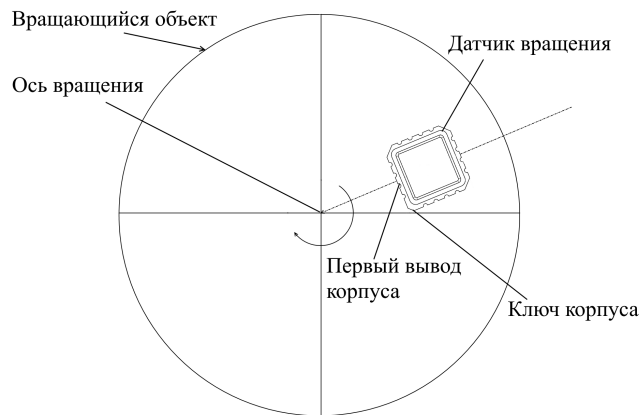 Вращающийся объект
Датчик вращения
Ось вращения
Первый вывод
корпуса
Ключ корпуса